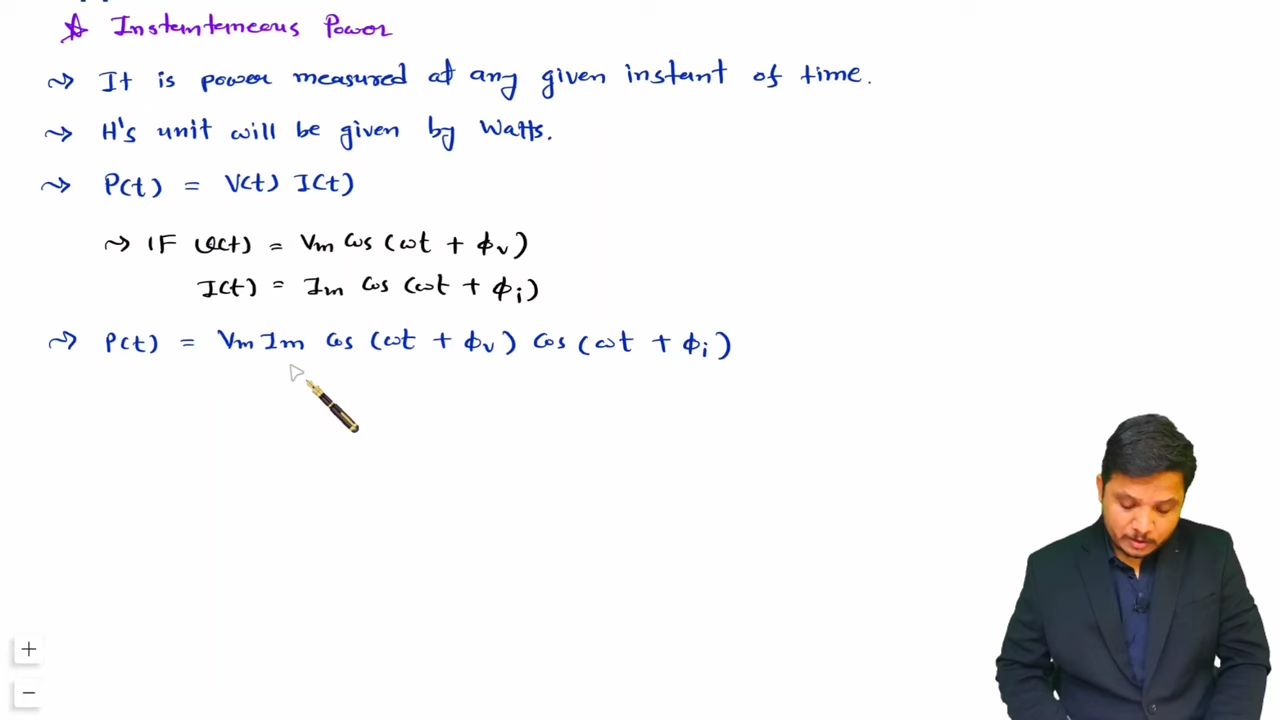 ☆ Instantaneous Power
~> It is power measured at any given instant of time.
~> It's unit will be given by Watts.
~> P(t) = V(t) I(t)
~> IF V(t) = Vm Cos (ωt + ϕv)
I(t) = Im Cos (ωt + ϕi)
~> P(t) = Vm Im Cos (ωt + ϕv) Cos (ωt + ϕi)
+
−